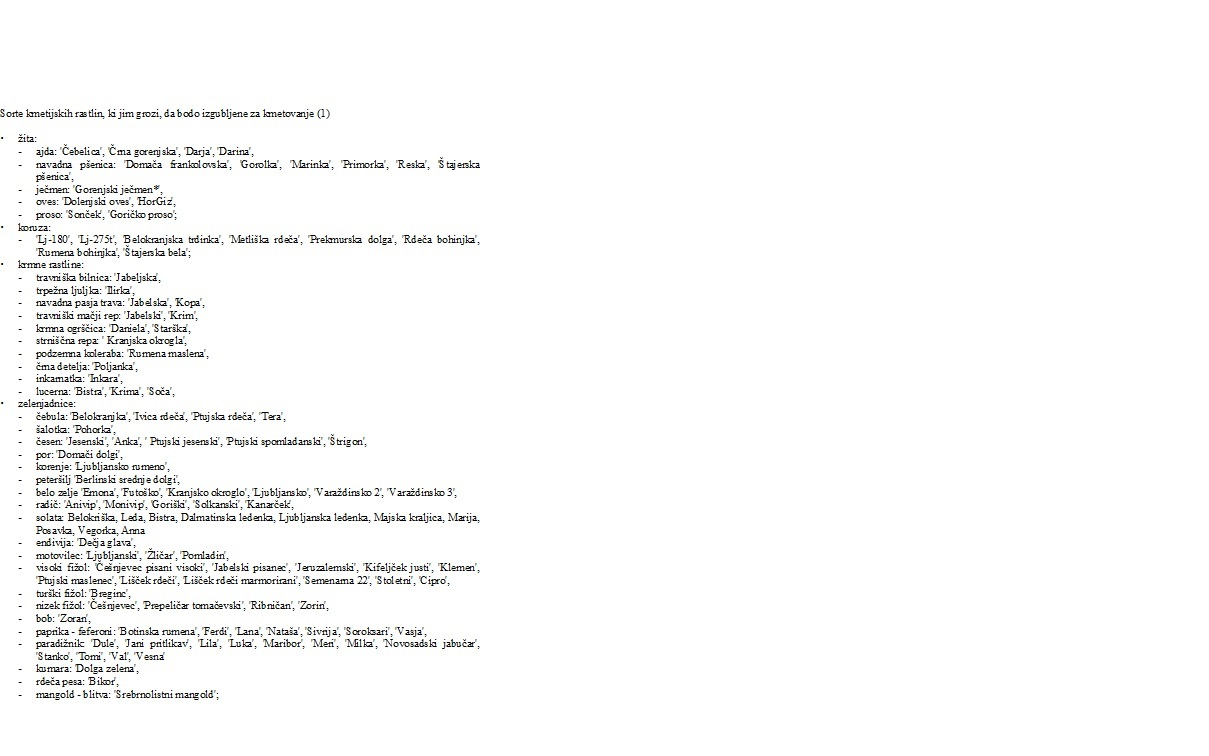 Sorte kmetijskih rastlin, ki jim grozi, da bodo izgubljene za kmetovanje (1)
• žita:
- ajda: 'Čebelica', 'Črna gorenjska', 'Darja', 'Darina',
- navadna pšenica: 'Domača frankolovska', 'Gorolka', 'Marinka', 'Primorka', 'Reska', 'Štajerska
pšenica',
- ječmen: 'Gorenjski ječmen*',
- oves: 'Dolenjski oves', 'HorGiz',
- proso: 'Sonček', 'Goričko proso';
• koruza:
- 'Lj-180', 'Lj-275t', 'Belokranjska trdinka', 'Metliška rdeča', 'Prekmurska dolga', 'Rdeča bohinjka',
'Rumena bohinjka', 'Štajerska bela';
• krmne rastline:
- travniška bilnica: 'Jabeljska',
- trpežna ljuljka: 'Ilirka',
- navadna pasja trava: 'Jabelska', 'Kopa',
- travniški mačji rep: 'Jabelski', 'Krim',
- krmna ogrščica: 'Daniela', 'Starška',
- strniščna repa: ' Kranjska okrogla',
- podzemna koleraba: 'Rumena maslena',
- črna detelja: 'Poljanka',
- inkarnatka: 'Inkara',
- lucerna: 'Bistra', 'Krima', 'Soča',
• zelenjadnice:
- čebula: 'Belokranjka', 'Ivica rdeča', 'Ptujska rdeča', 'Tera',
- šalotka: 'Pohorka',
- česen: 'Jesenski', 'Anka', ' Ptujski jesenski', 'Ptujski spomladanski', 'Štrigon',
- por: 'Domači dolgi',
- korenje: 'Ljubljansko rumeno',
- peteršilj 'Berlinski srednje dolgi',
- belo zelje 'Emona', 'Futoško', 'Kranjsko okroglo', 'Ljubljansko', 'Varaždinsko 2', 'Varaždinsko 3',
- radič: 'Anivip', 'Monivip', 'Goriški', 'Solkanski', 'Kanarček',
- solata: Belokriška, Leda, Bistra, Dalmatinska ledenka, Ljubljanska ledenka, Majska kraljica, Marija,
Posavka, Vegorka, Anna
- endivija: 'Dečja glava',
- motovilec: 'Ljubljanski', 'Žličar', 'Pomladin',
- visoki fižol: 'Češnjevec pisani visoki', 'Jabelski pisanec', 'Jeruzalemski', 'Kifeljček justi', 'Klemen',
'Ptujski maslenec', 'Lišček rdeči', 'Lišček rdeči marmorirani', 'Semenarna 22', 'Stoletni', 'Cipro',
- turški fižol: 'Breginc',
- nizek fižol: 'Češnjevec', 'Prepeličar tomačevski', 'Ribničan', 'Zorin',
- bob: 'Zoran',
- paprika - feferoni: 'Botinska rumena', 'Ferdi', 'Lana', 'Nataša', 'Sivrija', 'Soroksari', 'Vasja',
- paradižnik: 'Dule', 'Jani pritlikav', 'Lila', 'Luka', 'Maribor', 'Meri', 'Milka', 'Novosadski jabučar',
'Stanko', 'Tomi', 'Val', 'Vesna'
- kumara: 'Dolga zelena',
- rdeča pesa: 'Bikor',
- mangold - blitva: 'Srebrnolistni mangold';